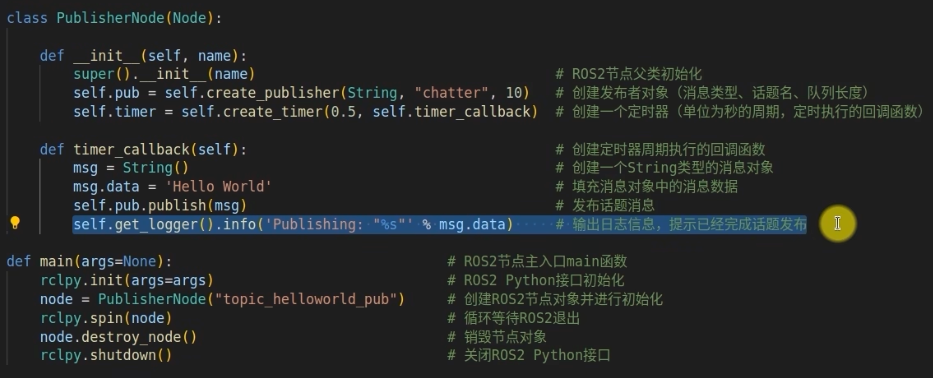 class PublisherNode(Node):
def __init__(self, name):
super().__init__(name) # ROS2节点父类初始化
self.pub = self.create_publisher(String, "chatter", 10) # 创建发布者对象（消息类型、话题名、队列长度）
self.timer = self.create_timer(0.5, self.timer_callback) # 创建一个定时器（单位为秒的周期，定时执行的回调函数）
def timer_callback(self): # 创建定时器周期执行的回调函数
msg = String() # 创建一个String类型的消息对象
msg.data = 'Hello World' # 填充消息对象中的消息数据
self.pub.publish(msg) # 发布话题消息
self.get_logger().info('Publishing: "%s"' % msg.data) # 输出日志信息，提示已经完成话题发布
def main(args=None): # ROS2节点主入口main函数
rclpy.init(args=args) # ROS2 Python接口初始化
node = PublisherNode("topic_helloworld_pub") # 创建ROS2节点对象并进行初始化
rclpy.spin(node) # 循环等待ROS2退出
node.destroy_node() # 销毁节点对象
rclpy.shutdown() # 关闭ROS2 Python接口